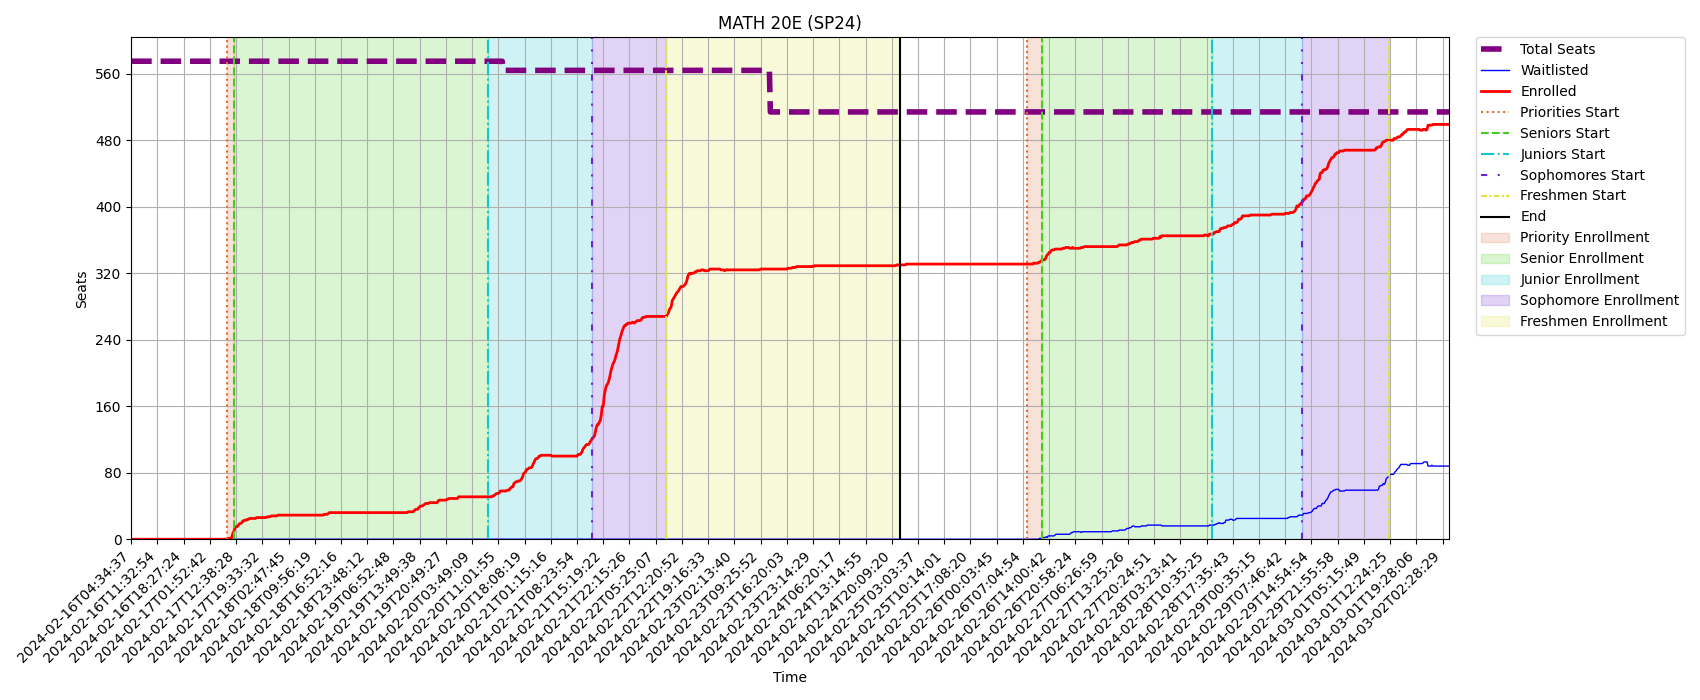 MATH 20E (SP24)
Seats
560
480
400
320
240
160
80
0
2024-02-16T04:34:37
2024-02-16T11:32:54
2024-02-16T18:27:24
2024-02-17T01:52:42
2024-02-17T12:38:28
2024-02-17T19:33:32
2024-02-18T02:47:45
2024-02-18T09:56:19
2024-02-18T16:52:16
2024-02-18T23:48:12
2024-02-19T06:52:48
2024-02-19T13:49:38
2024-02-19T20:49:27
2024-02-20T03:49:09
2024-02-20T11:01:55
2024-02-20T18:08:19
2024-02-21T01:15:16
2024-02-21T08:23:54
2024-02-21T15:19:22
2024-02-21T22:15:26
2024-02-22T05:25:07
2024-02-22T12:20:52
2024-02-22T19:16:33
2024-02-23T02:13:40
2024-02-23T09:25:52
2024-02-23T16:20:03
2024-02-23T23:14:29
2024-02-24T06:20:17
2024-02-24T13:14:55
2024-02-24T20:09:20
2024-02-25T03:03:37
2024-02-25T10:14:01
2024-02-25T17:08:20
2024-02-26T00:03:45
2024-02-26T07:04:54
2024-02-26T14:00:42
2024-02-26T20:58:24
2024-02-27T06:26:59
2024-02-27T13:25:26
2024-02-27T20:24:51
2024-02-28T03:23:41
2024-02-28T10:35:25
2024-02-28T17:35:43
2024-02-29T00:35:15
2024-02-29T07:46:42
2024-02-29T14:54:54
2024-02-29T21:55:58
2024-03-01T05:15:49
2024-03-01T12:24:25
2024-03-01T19:28:06
2024-03-02T02:28:29
Time
Total Seats
Waitlisted
Enrolled
Priorities Start
Seniors Start
Juniors Start
Sophomores Start
Freshmen Start
End
Priority Enrollment
Senior Enrollment
Junior Enrollment
Sophomore Enrollment
Freshmen Enrollment